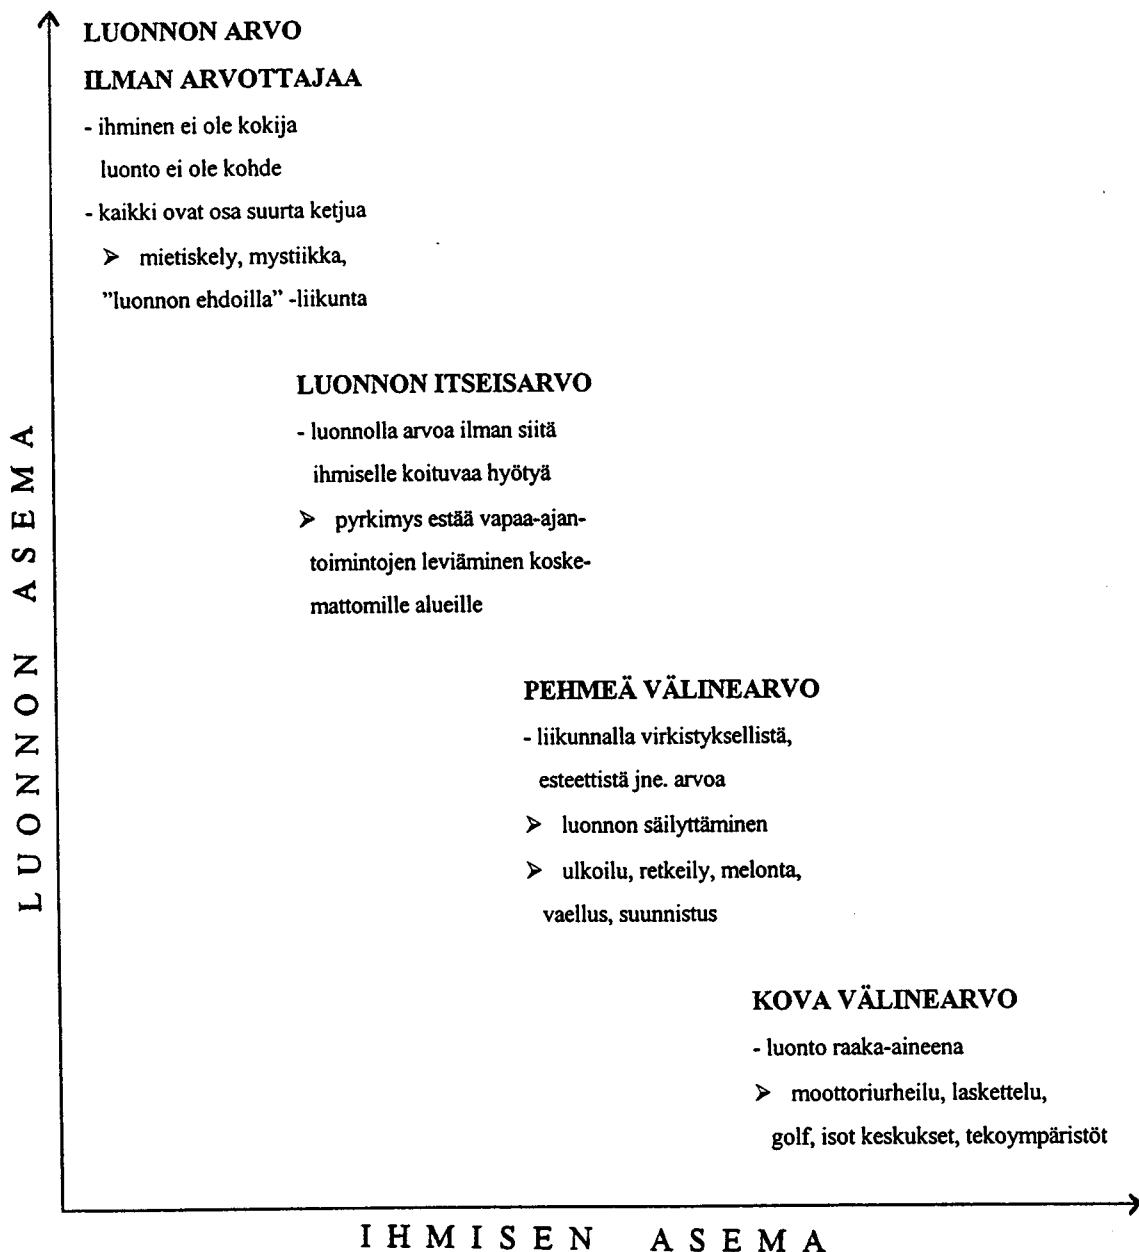 LUONNON ARVO
ILMAN ARVOTTAJAA
- ihminen ei ole kokija
luonto ei ole kohde
- kaikki ovat osa suurta ketjua
➢ mietiskely, mystiikka,
”luonnon ehdoilla” -liikunta
LUONNON ITSEISARVO
- luonnolla arvoa ilman siitä
ihmiselle koituvaa hyötyä
➢ pyrkimys estää vapaa-ajan-
toimintojen leviäminen koske-
mattomille alueille
PEHMEÄ VÄLINEARVO
- liikunnalla virkistyksellistä,
esteettistä jne. arvoa
➢ luonnon säilyttäminen
➢ ulkoilu, retkeily, melonta,
vaellus, suunnistus
KOVA VÄLINEARVO
- luonto raaka-aineena
➢ moottoriurheilu, laskettelu,
golf, isot keskukset, tekoympäristöt
LUONNON ASEMA
IHMISEN ASEMA